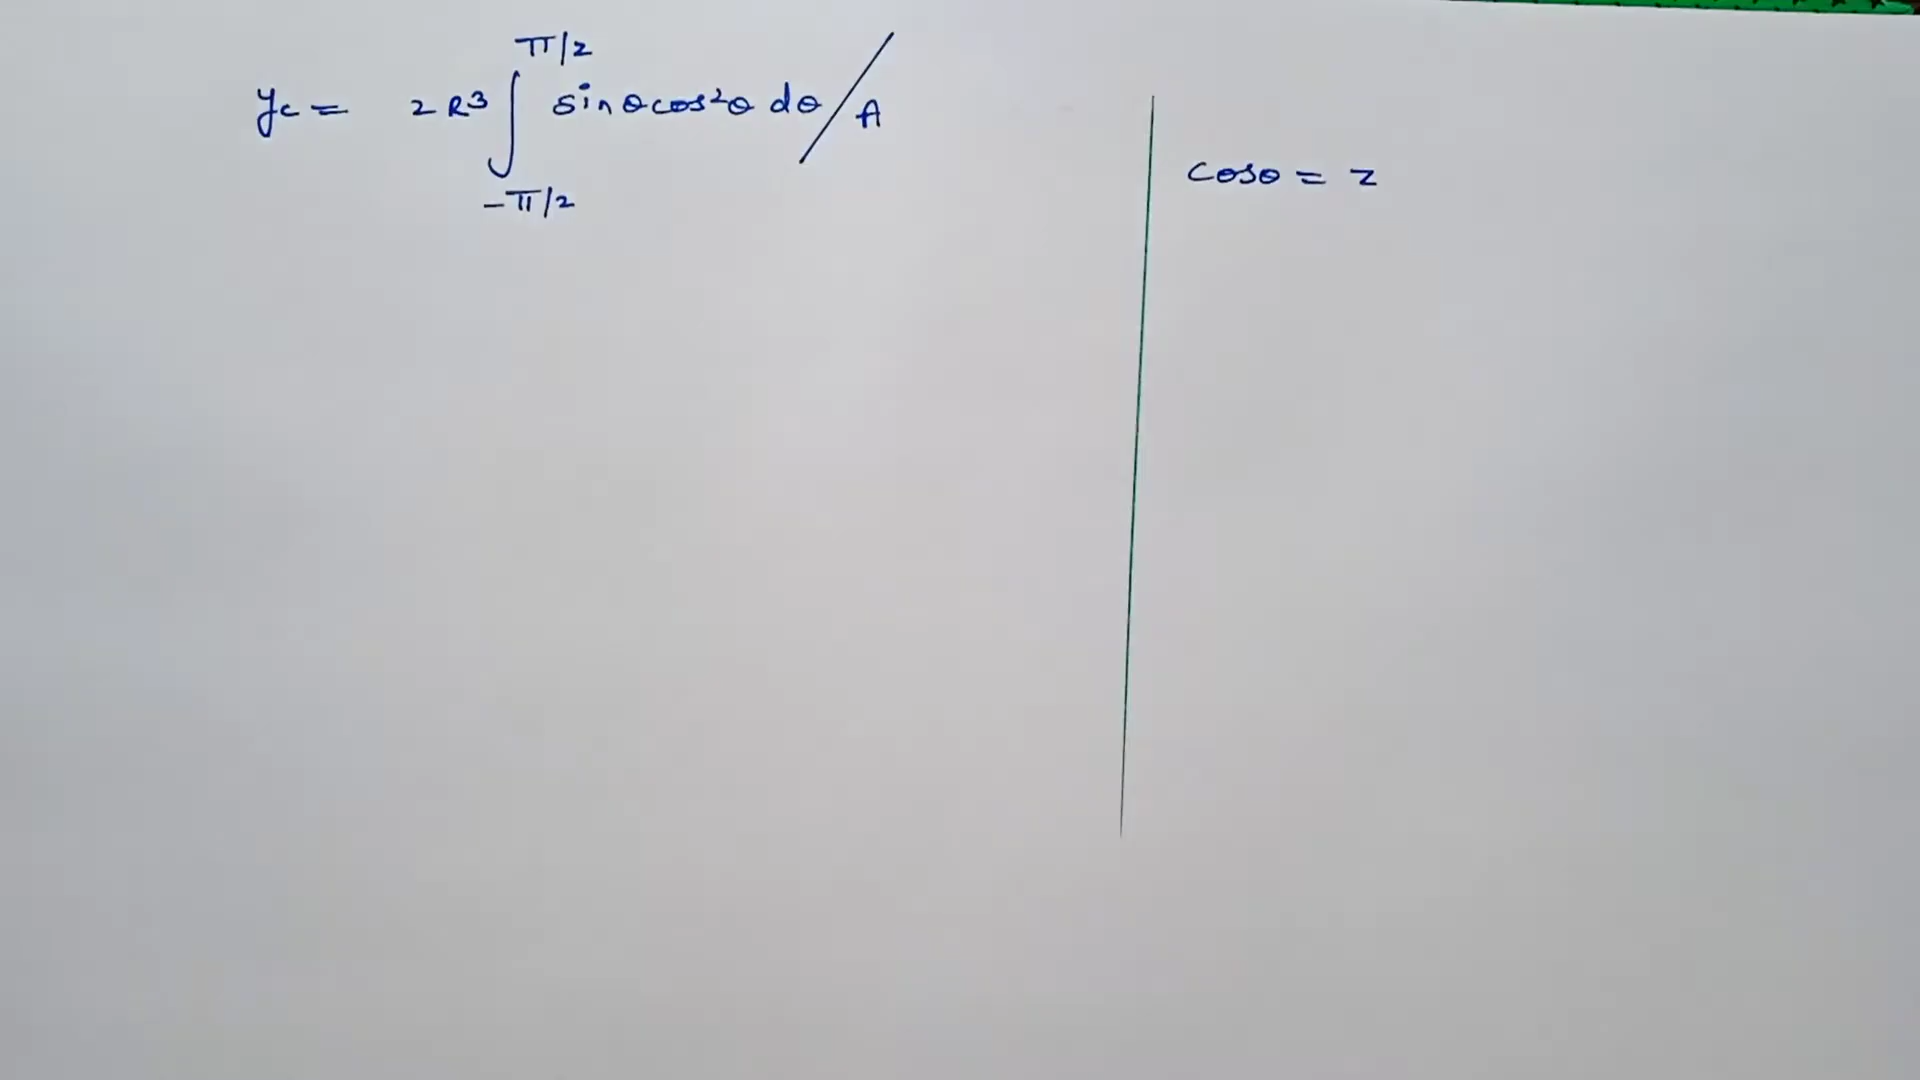 π/2
yc = 2R³ ∫ sinθcos²θ dθ / A
-π/2
cosθ = z